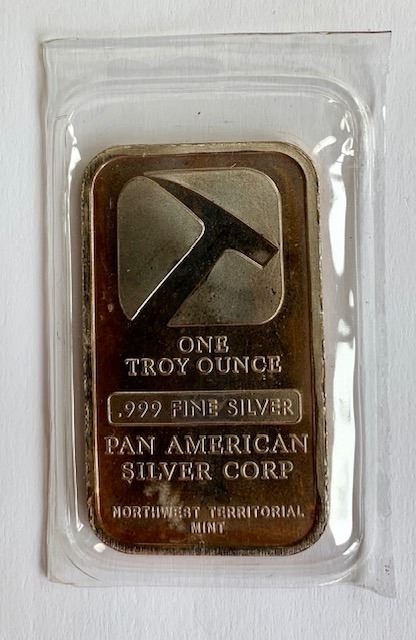 ONE
TROY OUNCE
.999 FINE SILVER
PAN AMERICAN
SILVER CORP
NORTHWEST TERRITORIAL
MINT